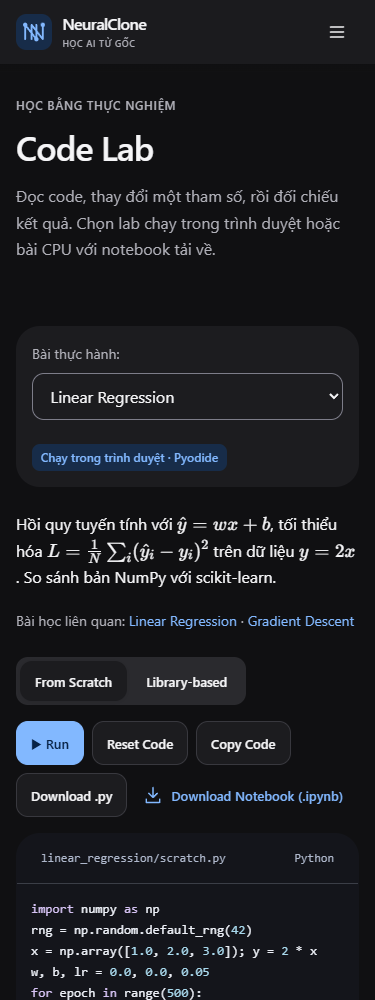 NeuralClone
HỌC AI TỪ GỐC
HỌC BẰNG THỰC NGHIỆM
Code Lab
Đọc code, thay đổi một tham số, rồi đối chiếu
kết quả. Chọn lab chạy trong trình duyệt hoặc
bài CPU với notebook tải về.
Bài thực hành:
Linear Regression
Chạy trong trình duyệt · Pyodide
Hồi quy tuyến tính với ŷ = wx + b, tối thiểu
hóa L = 1/N ∑ᵢ(ŷᵢ − yᵢ)² trên dữ liệu y = 2x
. So sánh bản NumPy với scikit-learn.
Bài học liên quan: Linear Regression · Gradient Descent
From Scratch Library-based
▶ Run Reset Code Copy Code
Download .py Download Notebook (.ipynb)
linear_regression/scratch.py Python
import numpy as np
rng = np.random.default_rng(42)
x = np.array([1.0, 2.0, 3.0]); y = 2 * x
w, b, lr = 0.0, 0.0, 0.05
for epoch in range(500):